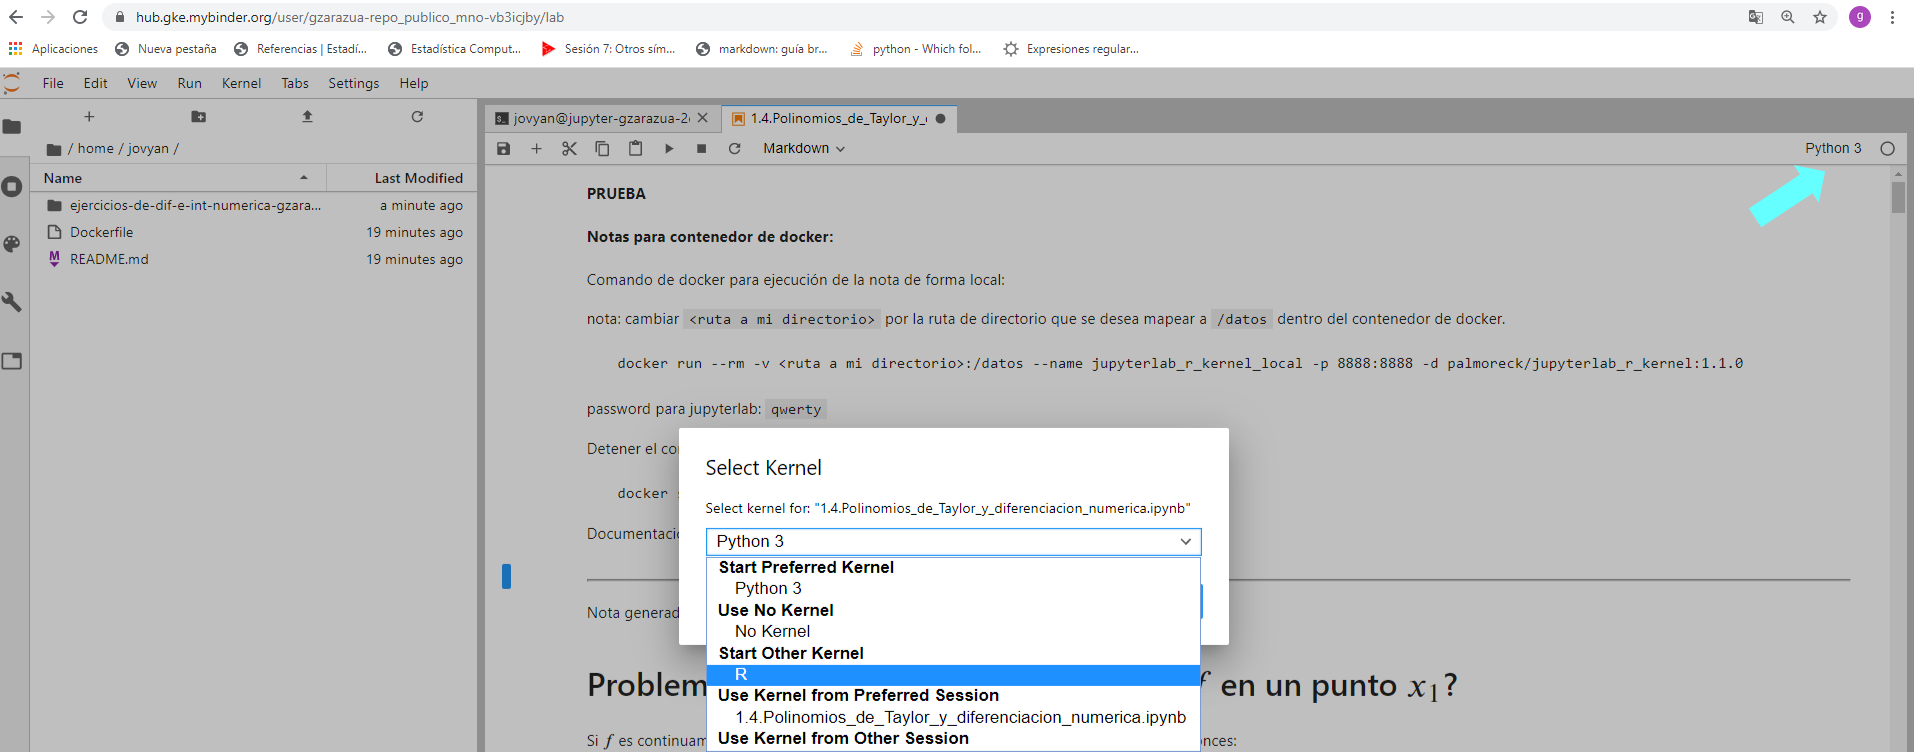 hub.gke.mybinder.org/user/gzarazua-repo_publico_mno-vb3icjby/lab
g
Aplicaciones Nueva pestaña Referencias | Estadí... Estadística Comput... Sesión 7: Otros sím... markdown: guía br... python - Which fol... Expresiones regular...
File Edit View Run Kernel Tabs Settings Help
jovyan@jupyter-gzarazua-2 1.4.Polinomios_de_Taylor_y_
/ home / jovyan /
Markdown Python 3
Name Last Modified
ejercicios-de-dif-e-int-numerica-gzara... a minute ago
Dockerfile 19 minutes ago
README.md 19 minutes ago
PRUEBA
Notas para contenedor de docker:
Comando de docker para ejecución de la nota de forma local:
nota: cambiar <ruta a mi directorio> por la ruta de directorio que se desea mapear a /datos dentro del contenedor de docker.
docker run --rm -v <ruta a mi directorio>:/datos --name jupyterlab_r_kernel_local -p 8888:8888 -d palmoreck/jupyterlab_r_kernel:1.1.0
password para jupyterlab: qwerty
Detener el co
docker
Documentaci
Nota generad
Select Kernel
Select kernel for: "1.4.Polinomios_de_Taylor_y_diferenciacion_numerica.ipynb"
Python 3
Start Preferred Kernel
Python 3
Use No Kernel
No Kernel
Start Other Kernel
R
Use Kernel from Preferred Session
1.4.Polinomios_de_Taylor_y_diferenciacion_numerica.ipynb
Use Kernel from Other Session
Problem f en un punto x₁?
Si f es continuam onces: